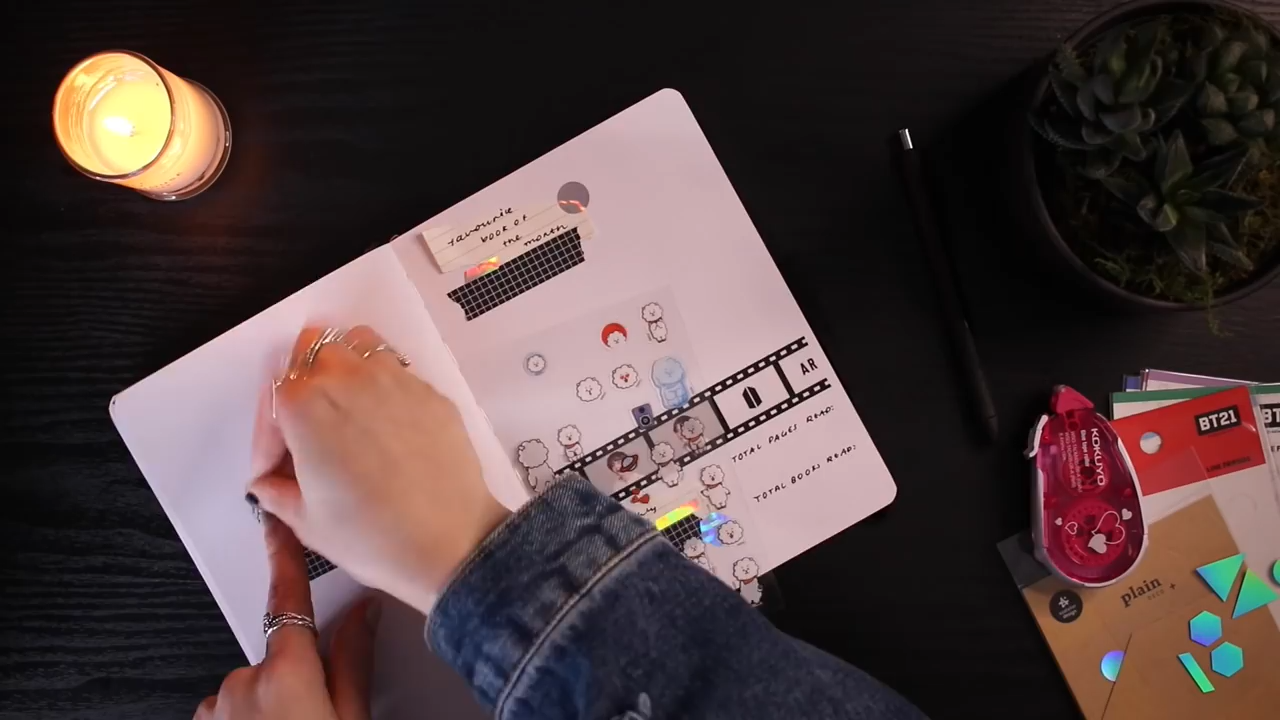 favourite
book of
the month
AR
TOTAL PAGES READ:
TOTAL BOOKS READ:
BT21
KOKUYO
plain